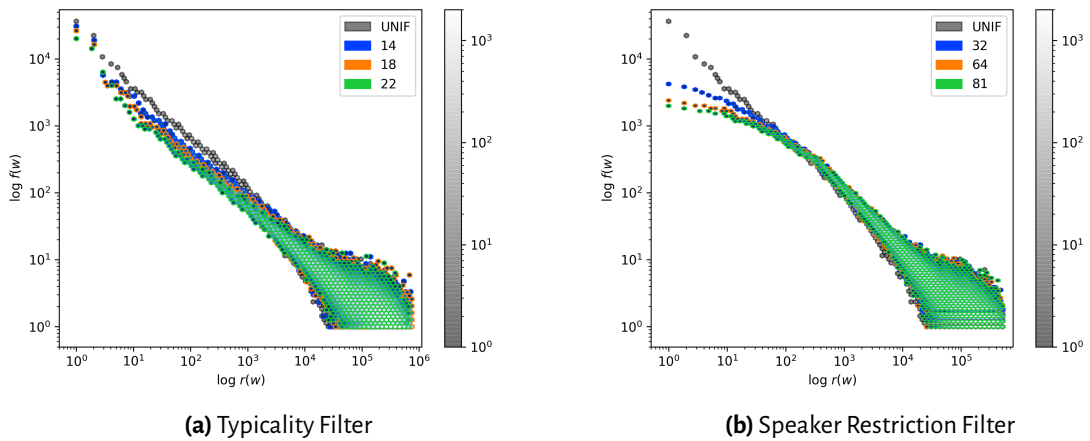 UNIF
14
18
22
10⁴
10³
10²
10¹
10⁰
log f(w)
10⁰ 10¹ 10² 10³ 10⁴ 10⁵ 10⁶
log r(w)
10³
10²
10¹
10⁰
(a) Typicality Filter
UNIF
32
64
81
10⁴
10³
10²
10¹
10⁰
log f(w)
10⁰ 10¹ 10² 10³ 10⁴ 10⁵
log r(w)
10³
10²
10¹
10⁰
(b) Speaker Restriction Filter